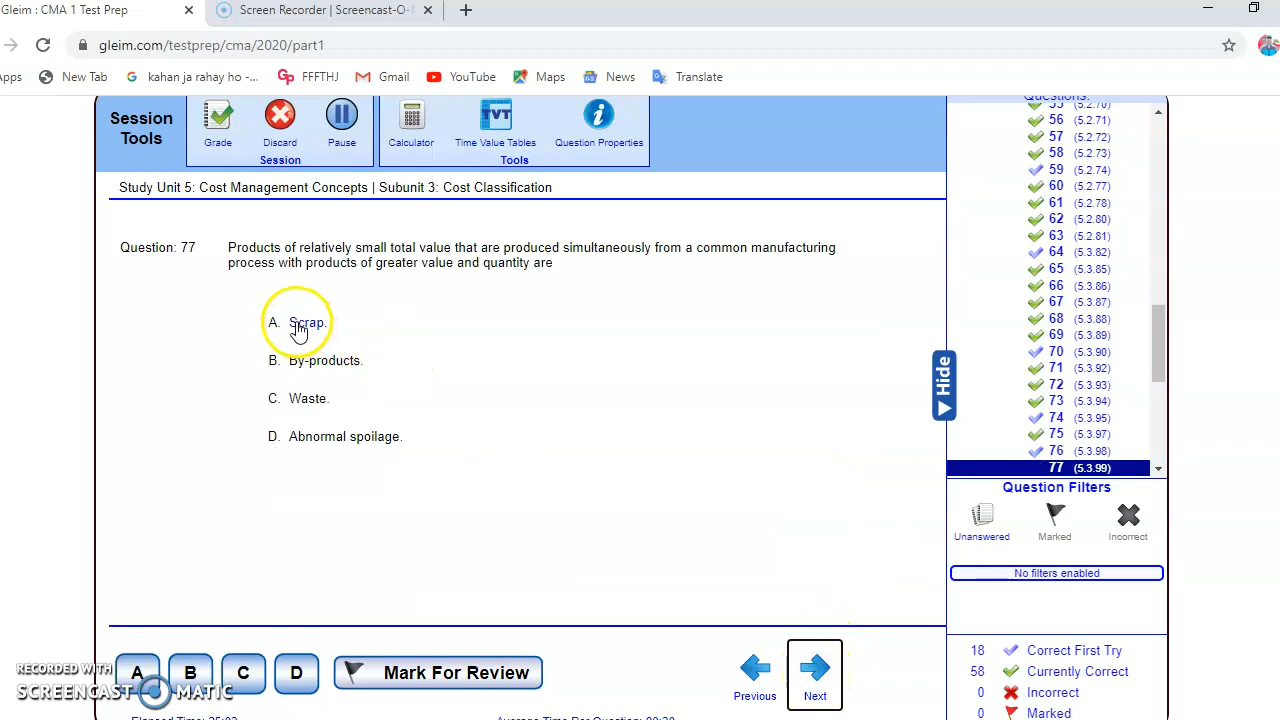 Gleim : CMA 1 Test Prep
Screen Recorder | Screencast-O-
gleim.com/testprep/cma/2020/part1
Apps
New Tab
kahan ja rahay ho -...
FFFTHJ
Gmail
YouTube
Maps
News
Translate
Session
Tools
Grade
Discard
Pause
Session
Calculator
Time Value Tables
Question Properties
TVT
Tools
Study Unit 5: Cost Management Concepts | Subunit 3: Cost Classification
Question: 77
Products of relatively small total value that are produced simultaneously from a common manufacturing
process with products of greater value and quantity are
A. Scrap.
B. By-products.
C. Waste.
D. Abnormal spoilage.
Hide
Questions:
55 (5.2.70)
56 (5.2.71)
57 (5.2.72)
58 (5.2.73)
59 (5.2.74)
60 (5.2.77)
61 (5.2.78)
62 (5.2.80)
63 (5.2.81)
64 (5.3.82)
65 (5.3.85)
66 (5.3.86)
67 (5.3.87)
68 (5.3.88)
69 (5.3.89)
70 (5.3.90)
71 (5.3.92)
72 (5.3.93)
73 (5.3.94)
74 (5.3.95)
75 (5.3.97)
76 (5.3.98)
77 (5.3.99)
Question Filters
Unanswered
Marked
Incorrect
No filters enabled
18 Correct First Try
58 Currently Correct
0 Incorrect
0 Marked
A
B
C
D
Mark For Review
Previous
Next
RECORDED WITH
SCREENCAST MATIC